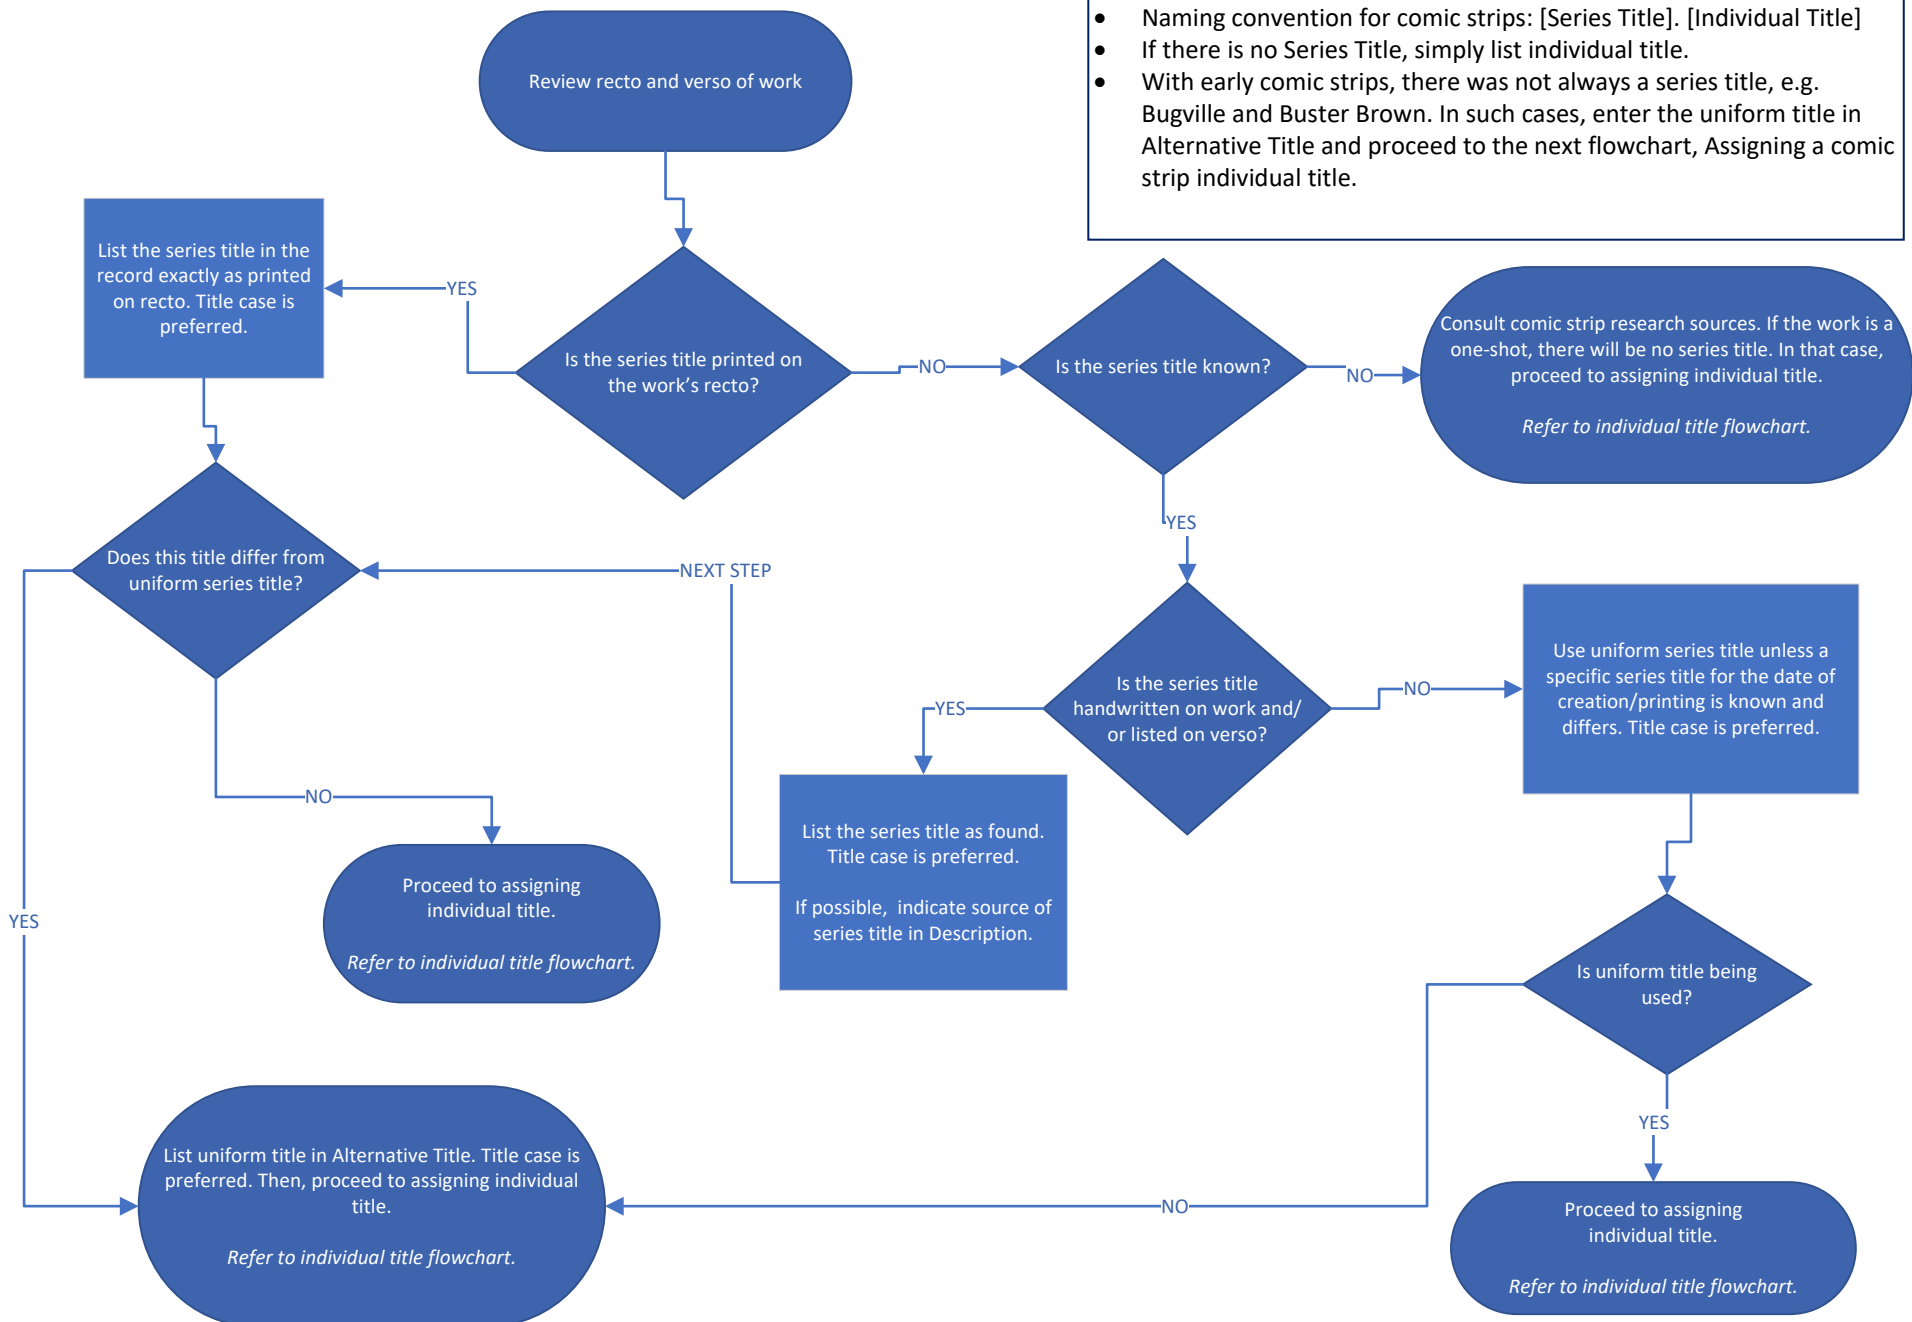 • Naming convention for comic strips: [Series Title]. [Individual Title]
• If there is no Series Title, simply list individual title.
• With early comic strips, there was not always a series title, e.g.
Bugville and Buster Brown. In such cases, enter the uniform title in
Alternative Title and proceed to the next flowchart, Assigning a comic
strip individual title.
Review recto and verso of work
List the series title in the
record exactly as printed
on recto. Title case is
preferred.
YES
Is the series title printed on
the work’s recto?
NO
Is the series title known?
NO
Consult comic strip research sources. If the work is a
one-shot, there will be no series title. In that case,
proceed to assigning individual title.
Refer to individual title flowchart.
YES
Does this title differ from
uniform series title?
NEXT STEP
Is the series title
handwritten on work and/
or listed on verso?
YES
NO
Use uniform series title unless a
specific series title for the date of
creation/printing is known and
differs. Title case is preferred.
NO
List the series title as found.
Title case is preferred.
If possible,  indicate source of
series title in Description.
Proceed to assigning
individual title.
Refer to individual title flowchart.
YES
Is uniform title being
used?
YES
NO
List uniform title in Alternative Title. Title case is
preferred. Then, proceed to assigning individual
title.
Refer to individual title flowchart.
Proceed to assigning
individual title.
Refer to individual title flowchart.